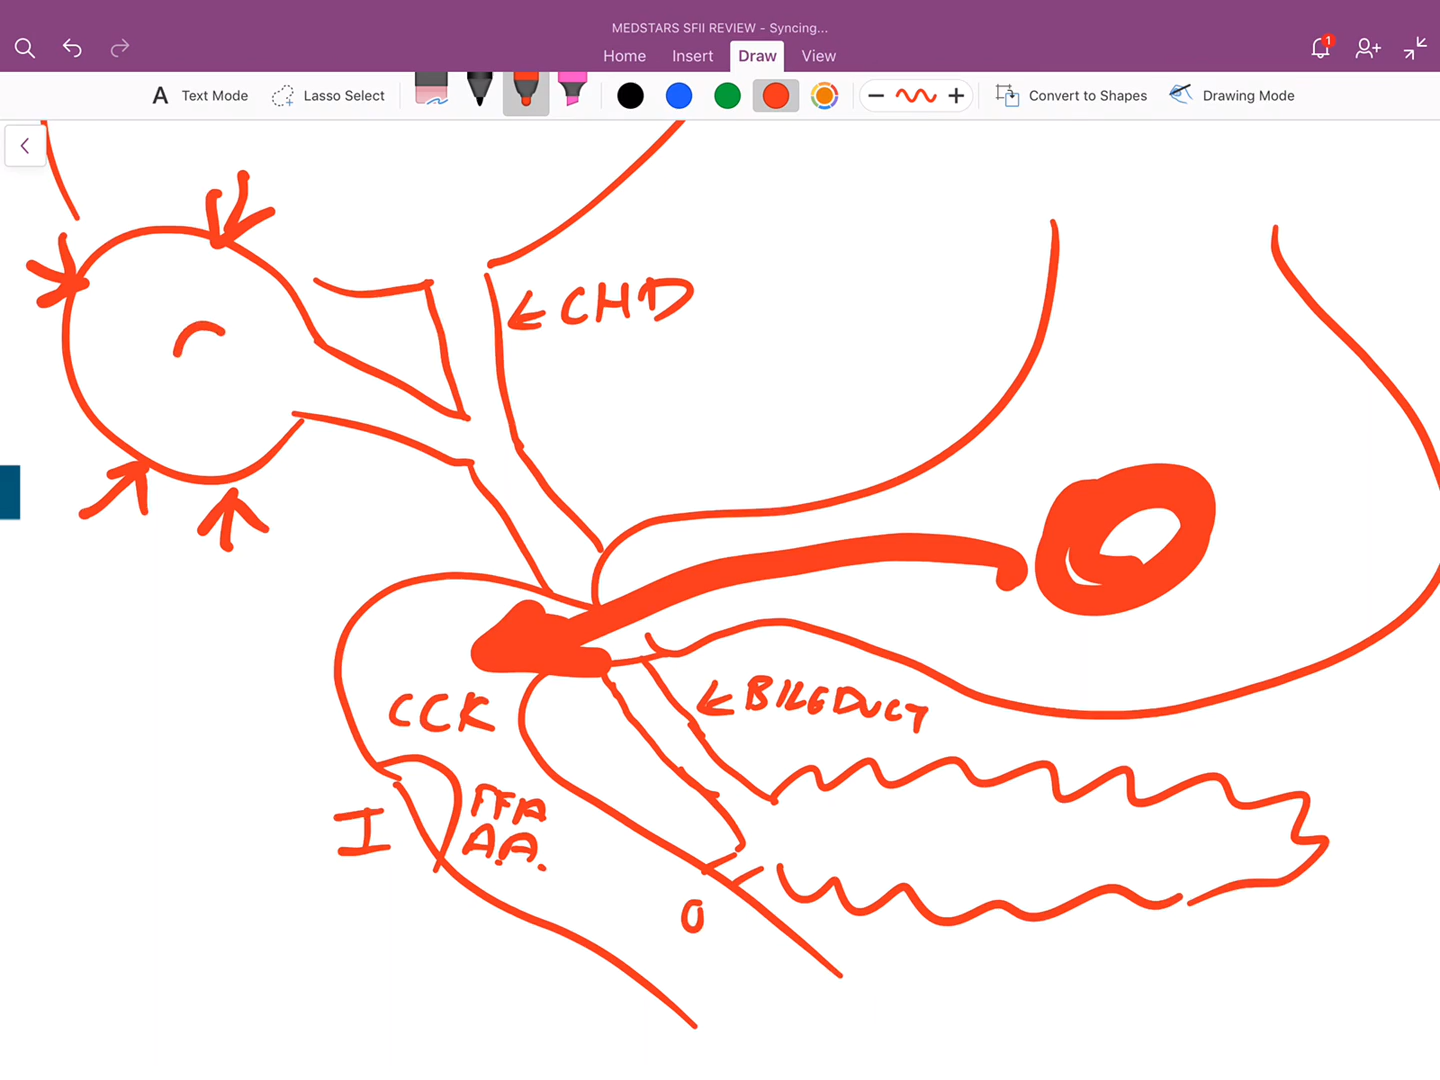 MEDSTARS SFII REVIEW - Syncing...
Home Insert Draw View
1
A Text Mode Lasso Select Convert to Shapes Drawing Mode
← CHD
CCK
← BILE DUCT
I
FFA
A.A.
O